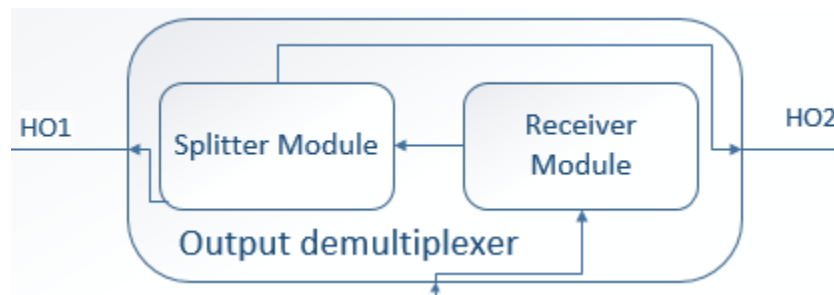 HO1
Splitter Module
Receiver
Module
HO2
Output demultiplexer